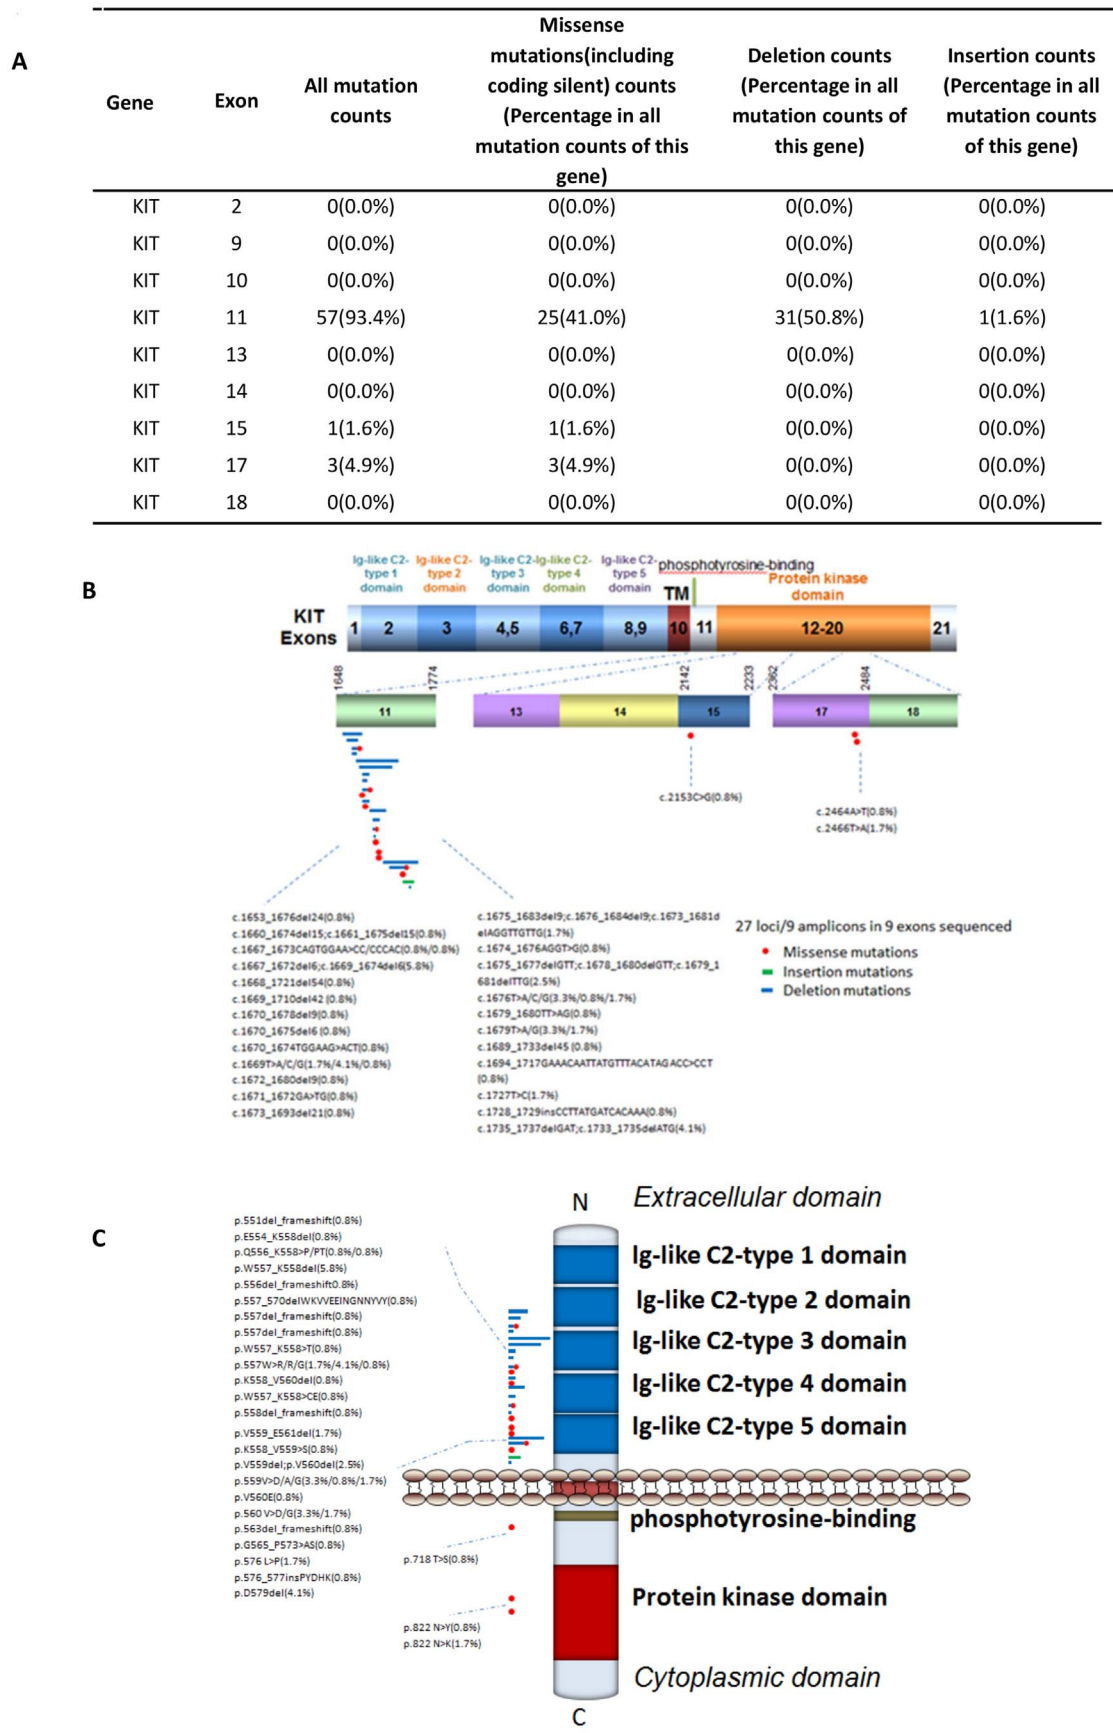 A
Gene Exon All mutation counts Missense mutations(including coding silent) counts (Percentage in all mutation counts of this gene) Deletion counts (Percentage in all mutation counts of this gene) Insertion counts (Percentage in all mutation counts of this gene)
KIT 2 0(0.0%) 0(0.0%) 0(0.0%) 0(0.0%)
KIT 9 0(0.0%) 0(0.0%) 0(0.0%) 0(0.0%)
KIT 10 0(0.0%) 0(0.0%) 0(0.0%) 0(0.0%)
KIT 11 57(93.4%) 25(41.0%) 31(50.8%) 1(1.6%)
KIT 13 0(0.0%) 0(0.0%) 0(0.0%) 0(0.0%)
KIT 14 0(0.0%) 0(0.0%) 0(0.0%) 0(0.0%)
KIT 15 1(1.6%) 1(1.6%) 0(0.0%) 0(0.0%)
KIT 17 3(4.9%) 3(4.9%) 0(0.0%) 0(0.0%)
KIT 18 0(0.0%) 0(0.0%) 0(0.0%) 0(0.0%)
B
Ig-like C2-type 1 domain
Ig-like C2-type 2 domain
Ig-like C2-type 3 domain
Ig-like C2-type 4 domain
Ig-like C2-type 5 domain
phosphotyrosine-binding
TM
Protein kinase domain
KIT Exons
1 2 3 4,5 6,7 8,9 10 11 12-20 21
1648 1774 2142 2233 2362 2484
11 13 14 15 17 18
c.2153C>G(0.8%)
c.2464A>T(0.8%)
c.2466T>A(1.7%)
c.1653_1676del24(0.8%)
c.1660_1674del15;c.1661_1675del15(0.8%)
c.1667_1673CAGTGGAA>CC/CCCAC(0.8%/0.8%)
c.1667_1672del6;c.1669_1674del6(5.8%)
c.1668_1721del54(0.8%)
c.1669_1710del42 (0.8%)
c.1670_1678del9(0.8%)
c.1670_1675del6 (0.8%)
c.1670_1674TGGAAG>ACT(0.8%)
c.1669T>A/C/G(1.7%/4.1%/0.8%)
c.1672_1680del9(0.8%)
c.1671_1672GA>TG(0.8%)
c.1673_1693del21(0.8%)
c.1675_1683del9;c.1676_1684del9;c.1673_1681d
elAGGTTGTTG(1.7%)
c.1674_1676AGGT>G(0.8%)
c.1675_1677delGTT;c.1678_1680delGTT;c.1679_1
681delTTG(2.5%)
c.1676T>A/C/G(3.3%/0.8%/1.7%)
c.1679_1680TT>AG(0.8%)
c.1679T>A/G(3.3%/1.7%)
c.1689_1733del45 (0.8%)
c.1694_1717GAAACAATTATGTTTACATAGACC>CCT
(0.8%)
c.1727T>C(1.7%)
c.1728_1729insCCTTATGATCACAAA(0.8%)
c.1735_1737delGAT;c.1733_1735delATG(4.1%)
27 loci/9 amplicons in 9 exons sequenced
Missense mutations
Insertion mutations
Deletion mutations
C
p.551del_frameshift(0.8%)
p.E554_K558del(0.8%)
p.Q556_K558>P/PT(0.8%/0.8%)
p.W557_K558del(5.8%)
p.556del_frameshift0.8%)
p.557_570delWKVVEEINGNNYVY(0.8%)
p.557del_frameshift(0.8%)
p.557del_frameshift(0.8%)
p.W557_K558>T(0.8%)
p.557W>R/R/G(1.7%/4.1%/0.8%)
p.K558_V560del(0.8%)
p.W557_K558>CE(0.8%)
p.558del_frameshift(0.8%)
p.V559_E561del(1.7%)
p.K558_V559>S(0.8%)
p.V559del;p.V560del(2.5%)
p.559V>D/A/G(3.3%/0.8%/1.7%)
p.V560E(0.8%)
p.560 V>D/G(3.3%/1.7%)
p.563del_frameshift(0.8%)
p.G565_P573>AS(0.8%)
p.576 L>P(1.7%)
p.576_577insPYDHK(0.8%)
p.D579del(4.1%)
p.718 T>S(0.8%)
p.822 N>Y(0.8%)
p.822 N>K(1.7%)
N
Extracellular domain
Ig-like C2-type 1 domain
Ig-like C2-type 2 domain
Ig-like C2-type 3 domain
Ig-like C2-type 4 domain
Ig-like C2-type 5 domain
phosphotyrosine-binding
Protein kinase domain
Cytoplasmic domain
C